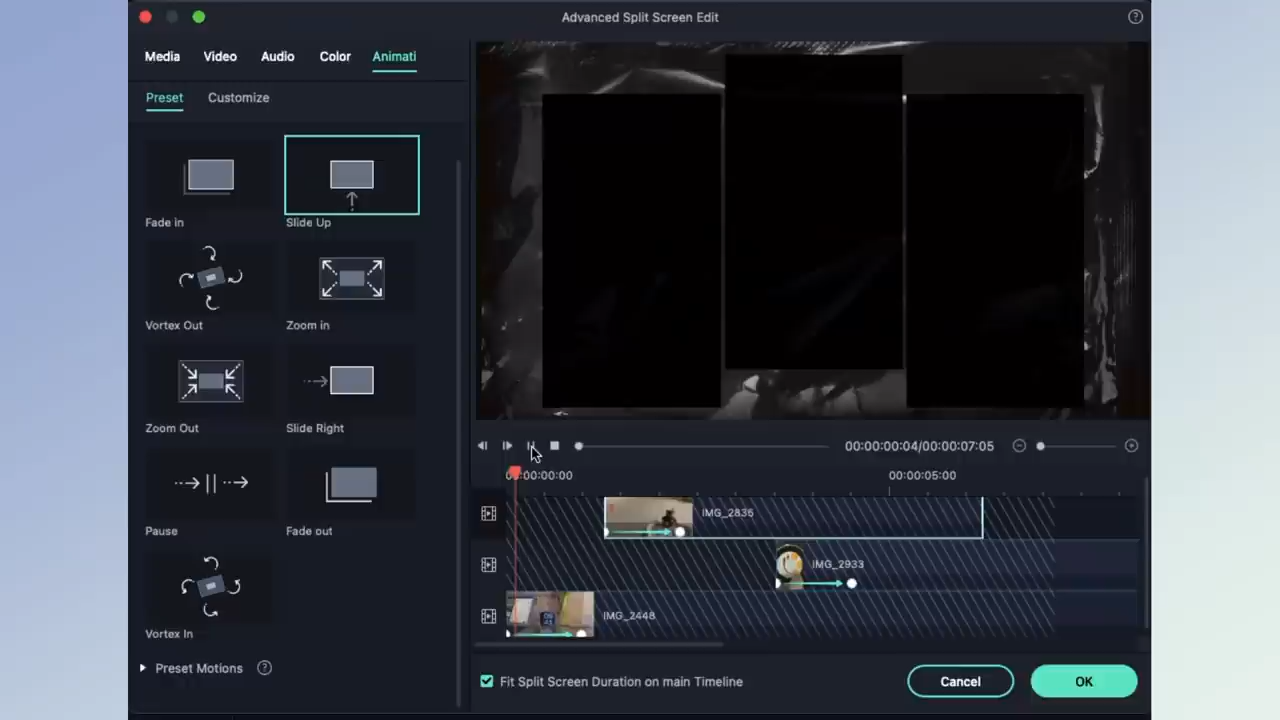 Advanced Split Screen Edit
Media Video Audio Color Animati
Preset Customize
Fade in Slide Up
Vortex Out Zoom in
Zoom Out Slide Right
Pause Fade out
Vortex In
Preset Motions
00:00:00:04/00:00:07:05
:00:00:00 00:00:05:00
IMG_2835
IMG_2933
IMG_2448
Fit Split Screen Duration on main Timeline
Cancel OK